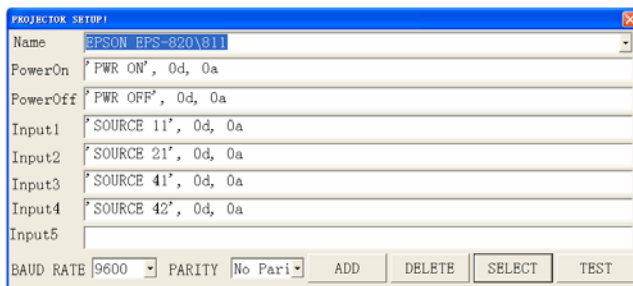 PROJECTOR SETUP!
Name EPSON EPS-820\811
PowerOn 'PWR ON', 0d, 0a
PowerOff 'PWR OFF', 0d, 0a
Input1 'SOURCE 11', 0d, 0a
Input2 'SOURCE 21', 0d, 0a
Input3 'SOURCE 41', 0d, 0a
Input4 'SOURCE 42', 0d, 0a
Input5
BAUD RATE 9600 PARITY No Pari ADD DELETE SELECT TEST